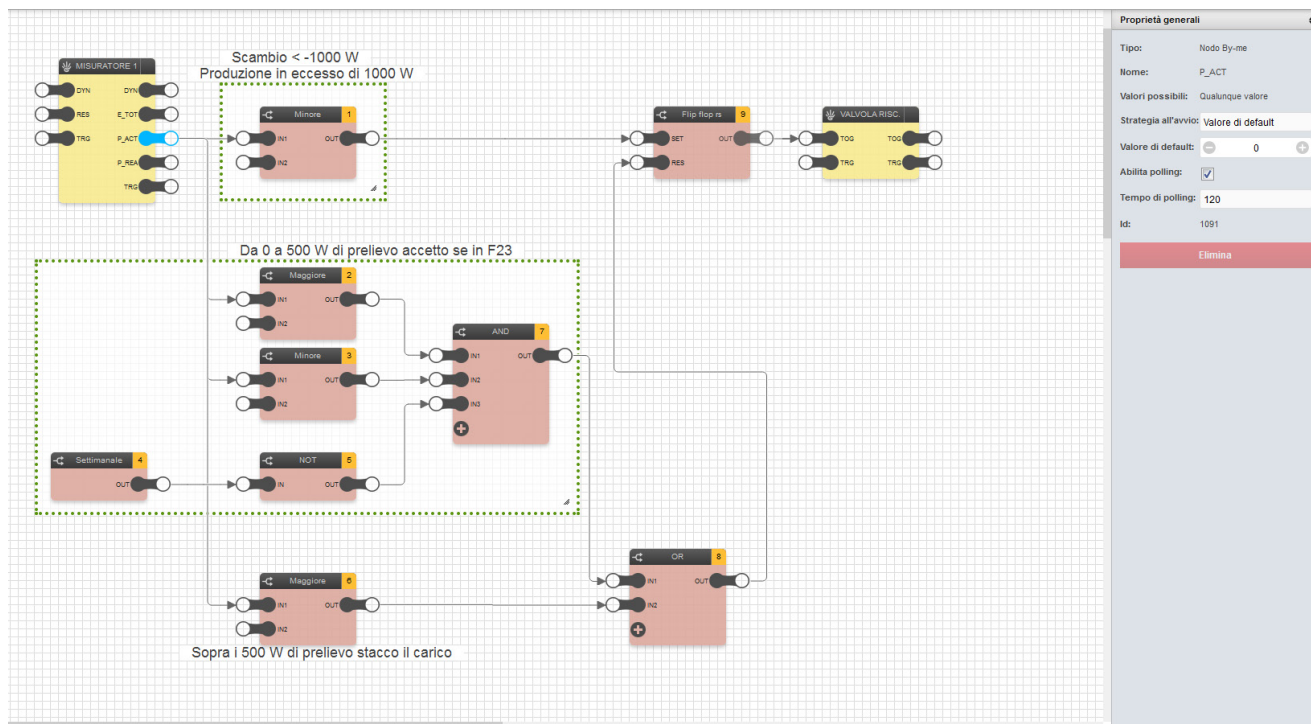 Scambio < -1000 W
Produzione in eccesso di 1000 W
MISURATORE 1
DYN DYN
RES E_TOT
TRG P_ACT
P_REA
TRG
Minore 1
IN1 OUT
IN2
Flip flop rs 9
SET OUT
RES
VALVOLA RISC.
TOG TOG
TRG TRG
Da 0 a 500 W di prelievo accetto se in F23
Maggiore 2
IN1 OUT
IN2
Minore 3
IN1 OUT
IN2
AND 7
IN1 OUT
IN2
IN3
Settimanale 4
OUT
NOT 5
IN OUT
Maggiore 6
IN1 OUT
IN2
Sopra i 500 W di prelievo stacco il carico
OR 8
IN1 OUT
IN2
Proprietà generali
Tipo: Nodo By-me
Nome: P_ACT
Valori possibili: Qualunque valore
Strategia all'avvio: Valore di default
Valore di default: 0
Abilita polling:
Tempo di polling: 120
Id: 1091
Elimina